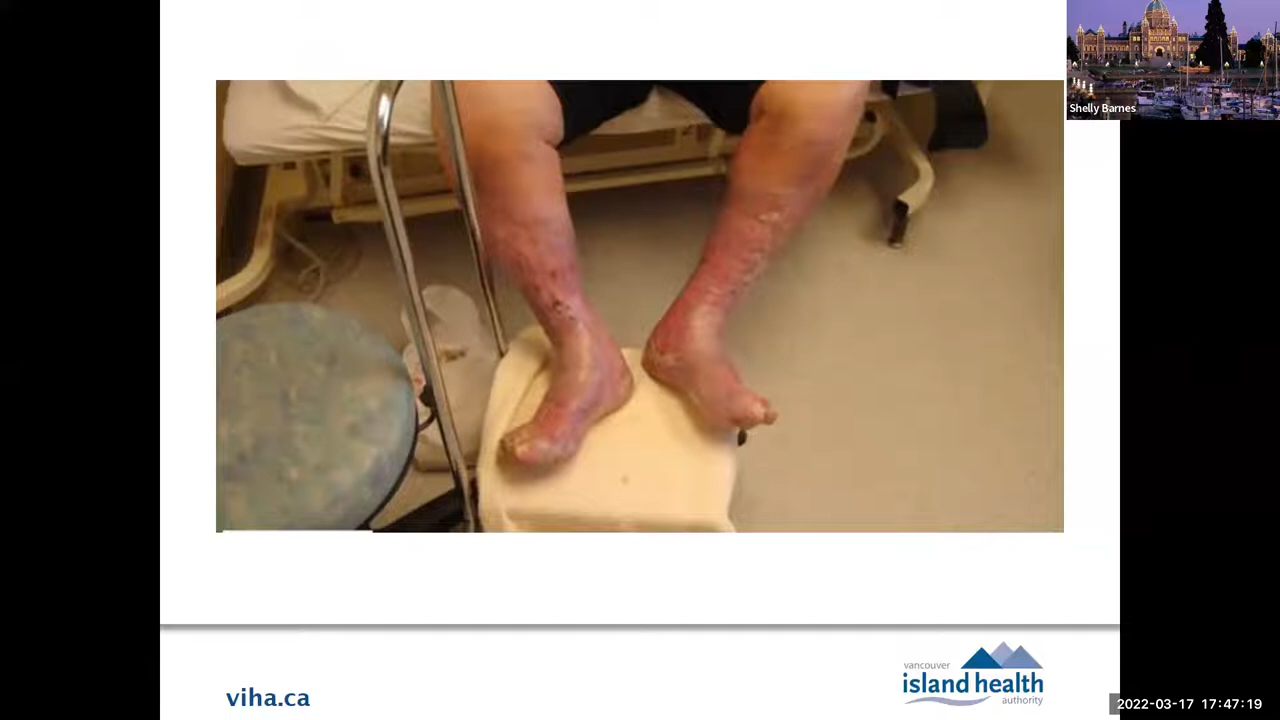 Shelly Barnes
viha.ca
vancouver
island health
authority
2022-03-17 17:47:19